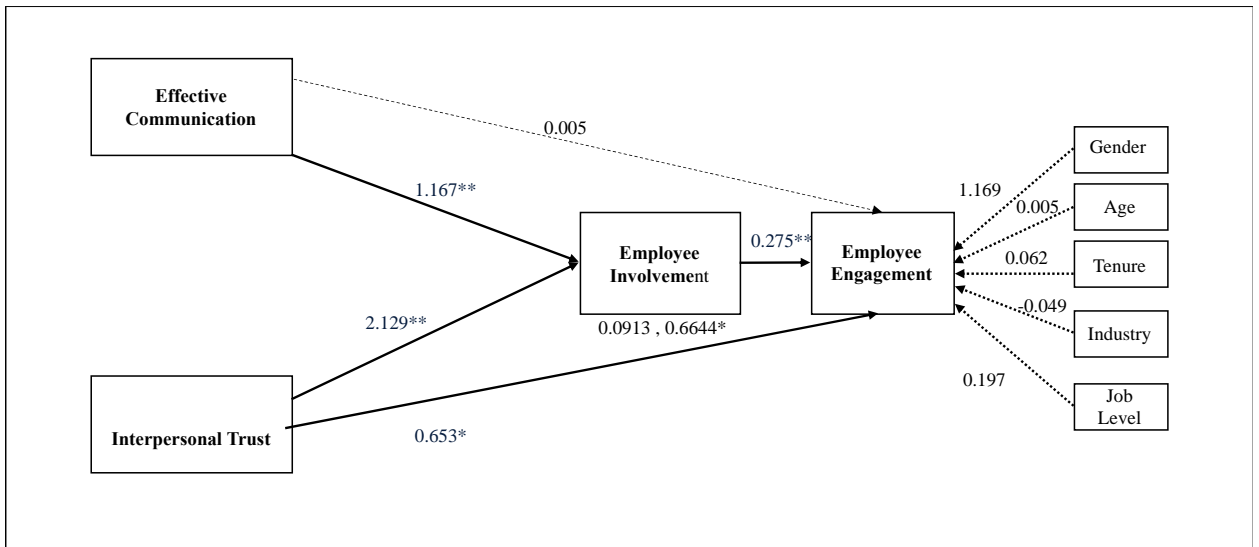 Effective
Communication
0.005
1.167**
Gender
1.169
0.005
Age
Employee
Involvement
0.275**
Employee
Engagement
0.062
Tenure
-0.049
Industry
2.129**
0.0913 , 0.6644*
0.197
Job
Level
Interpersonal Trust
0.653*